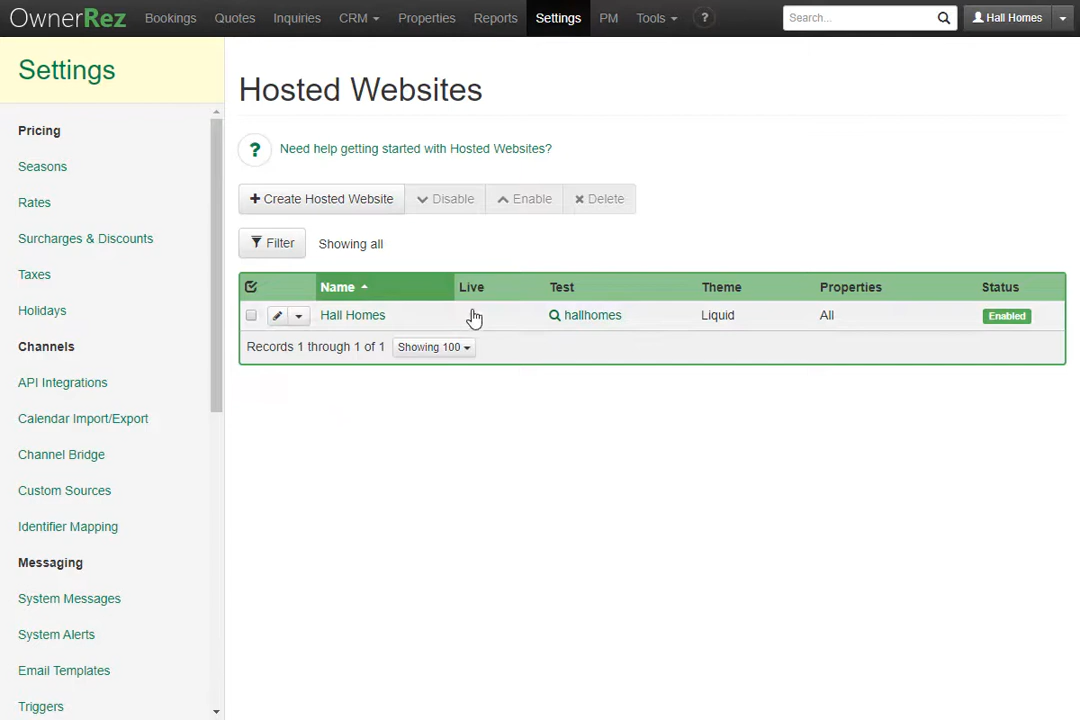 OwnerRez Bookings Quotes Inquiries CRM Properties Reports Settings PM Tools ? Search... Hall Homes
Settings
Pricing
Seasons
Rates
Surcharges & Discounts
Taxes
Holidays
Channels
API Integrations
Calendar Import/Export
Channel Bridge
Custom Sources
Identifier Mapping
Messaging
System Messages
System Alerts
Email Templates
Triggers
Hosted Websites
? Need help getting started with Hosted Websites?
Create Hosted Website Disable Enable Delete
Filter Showing all
Name Live Test Theme Properties Status
Hall Homes hallhomes Liquid All Enabled
Records 1 through 1 of 1 Showing 100